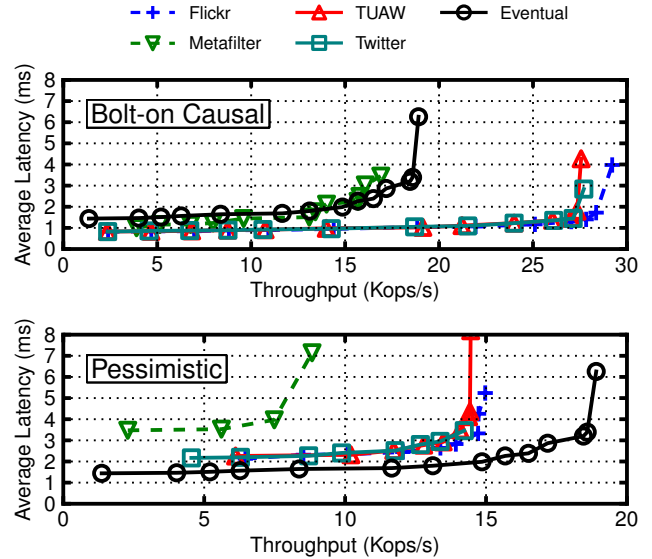 Flickr TUAW Eventual
Metafilter Twitter
8
7
6
5
4
3
2
1
0
Average Latency (ms)
Bolt-on Causal
0 5 10 15 20 25 30
Throughput (Kops/s)
8
7
6
5
4
3
2
1
0
Average Latency (ms)
Pessimistic
0 5 10 15 20
Throughput (Kops/s)